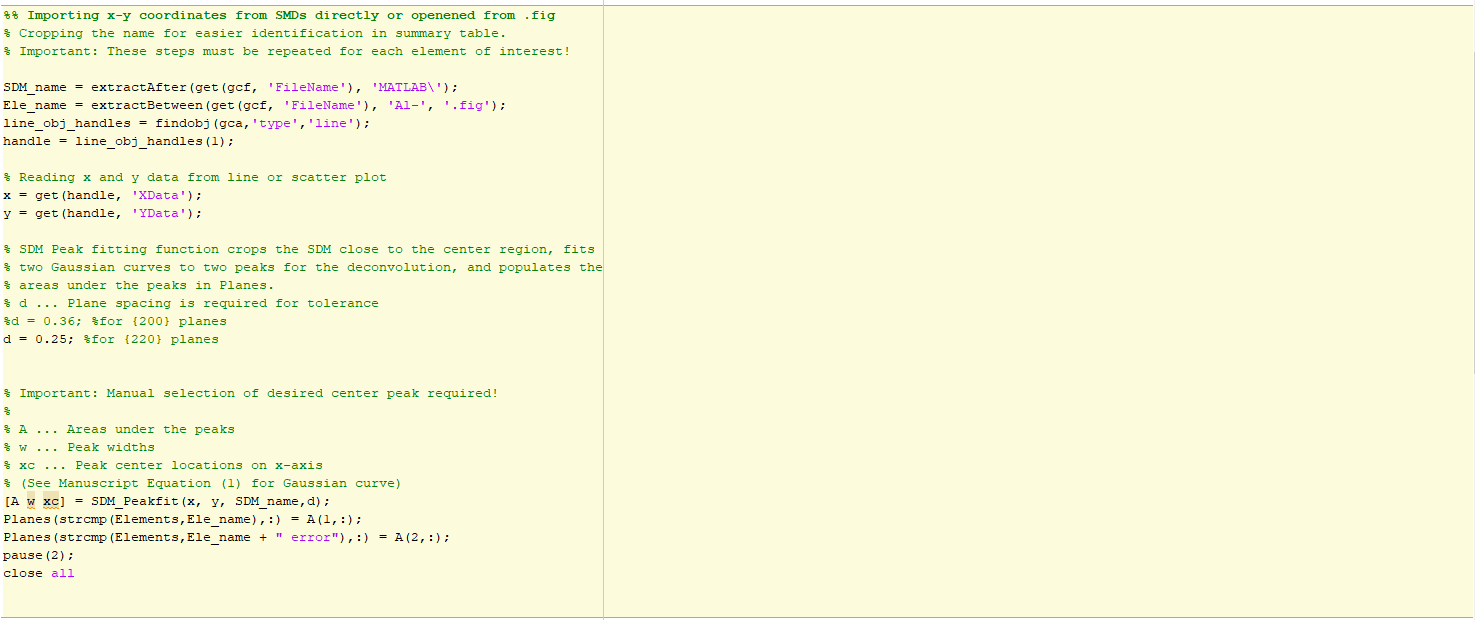 %% Importing x-y coordinates from SMDs directly or openened from .fig
% Cropping the name for easier identification in summary table.
% Important: These steps must be repeated for each element of interest!
SDM_name = extractAfter(get(gcf, 'FileName'), 'MATLAB\');
Ele_name = extractBetween(get(gcf, 'FileName'), 'Al-', '.fig');
line_obj_handles = findobj(gca,'type','line');
handle = line_obj_handles(1);
% Reading x and y data from line or scatter plot
x = get(handle, 'XData');
y = get(handle, 'YData');
% SDM Peak fitting function crops the SDM close to the center region, fits
% two Gaussian curves to two peaks for the deconvolution, and populates the
% areas under the peaks in Planes.
% d ... Plane spacing is required for tolerance
%d = 0.36; %for {200} planes
d = 0.25; %for {220} planes
% Important: Manual selection of desired center peak required!
%
% A ... Areas under the peaks
% w ... Peak widths
% xc ... Peak center locations on x-axis
% (See Manuscript Equation (1) for Gaussian curve)
[A w xc] = SDM_Peakfit(x, y, SDM_name,d);
Planes(strcmp(Elements,Ele_name),:) = A(1,:);
Planes(strcmp(Elements,Ele_name + " error"),:) = A(2,:);
pause(2);
close all